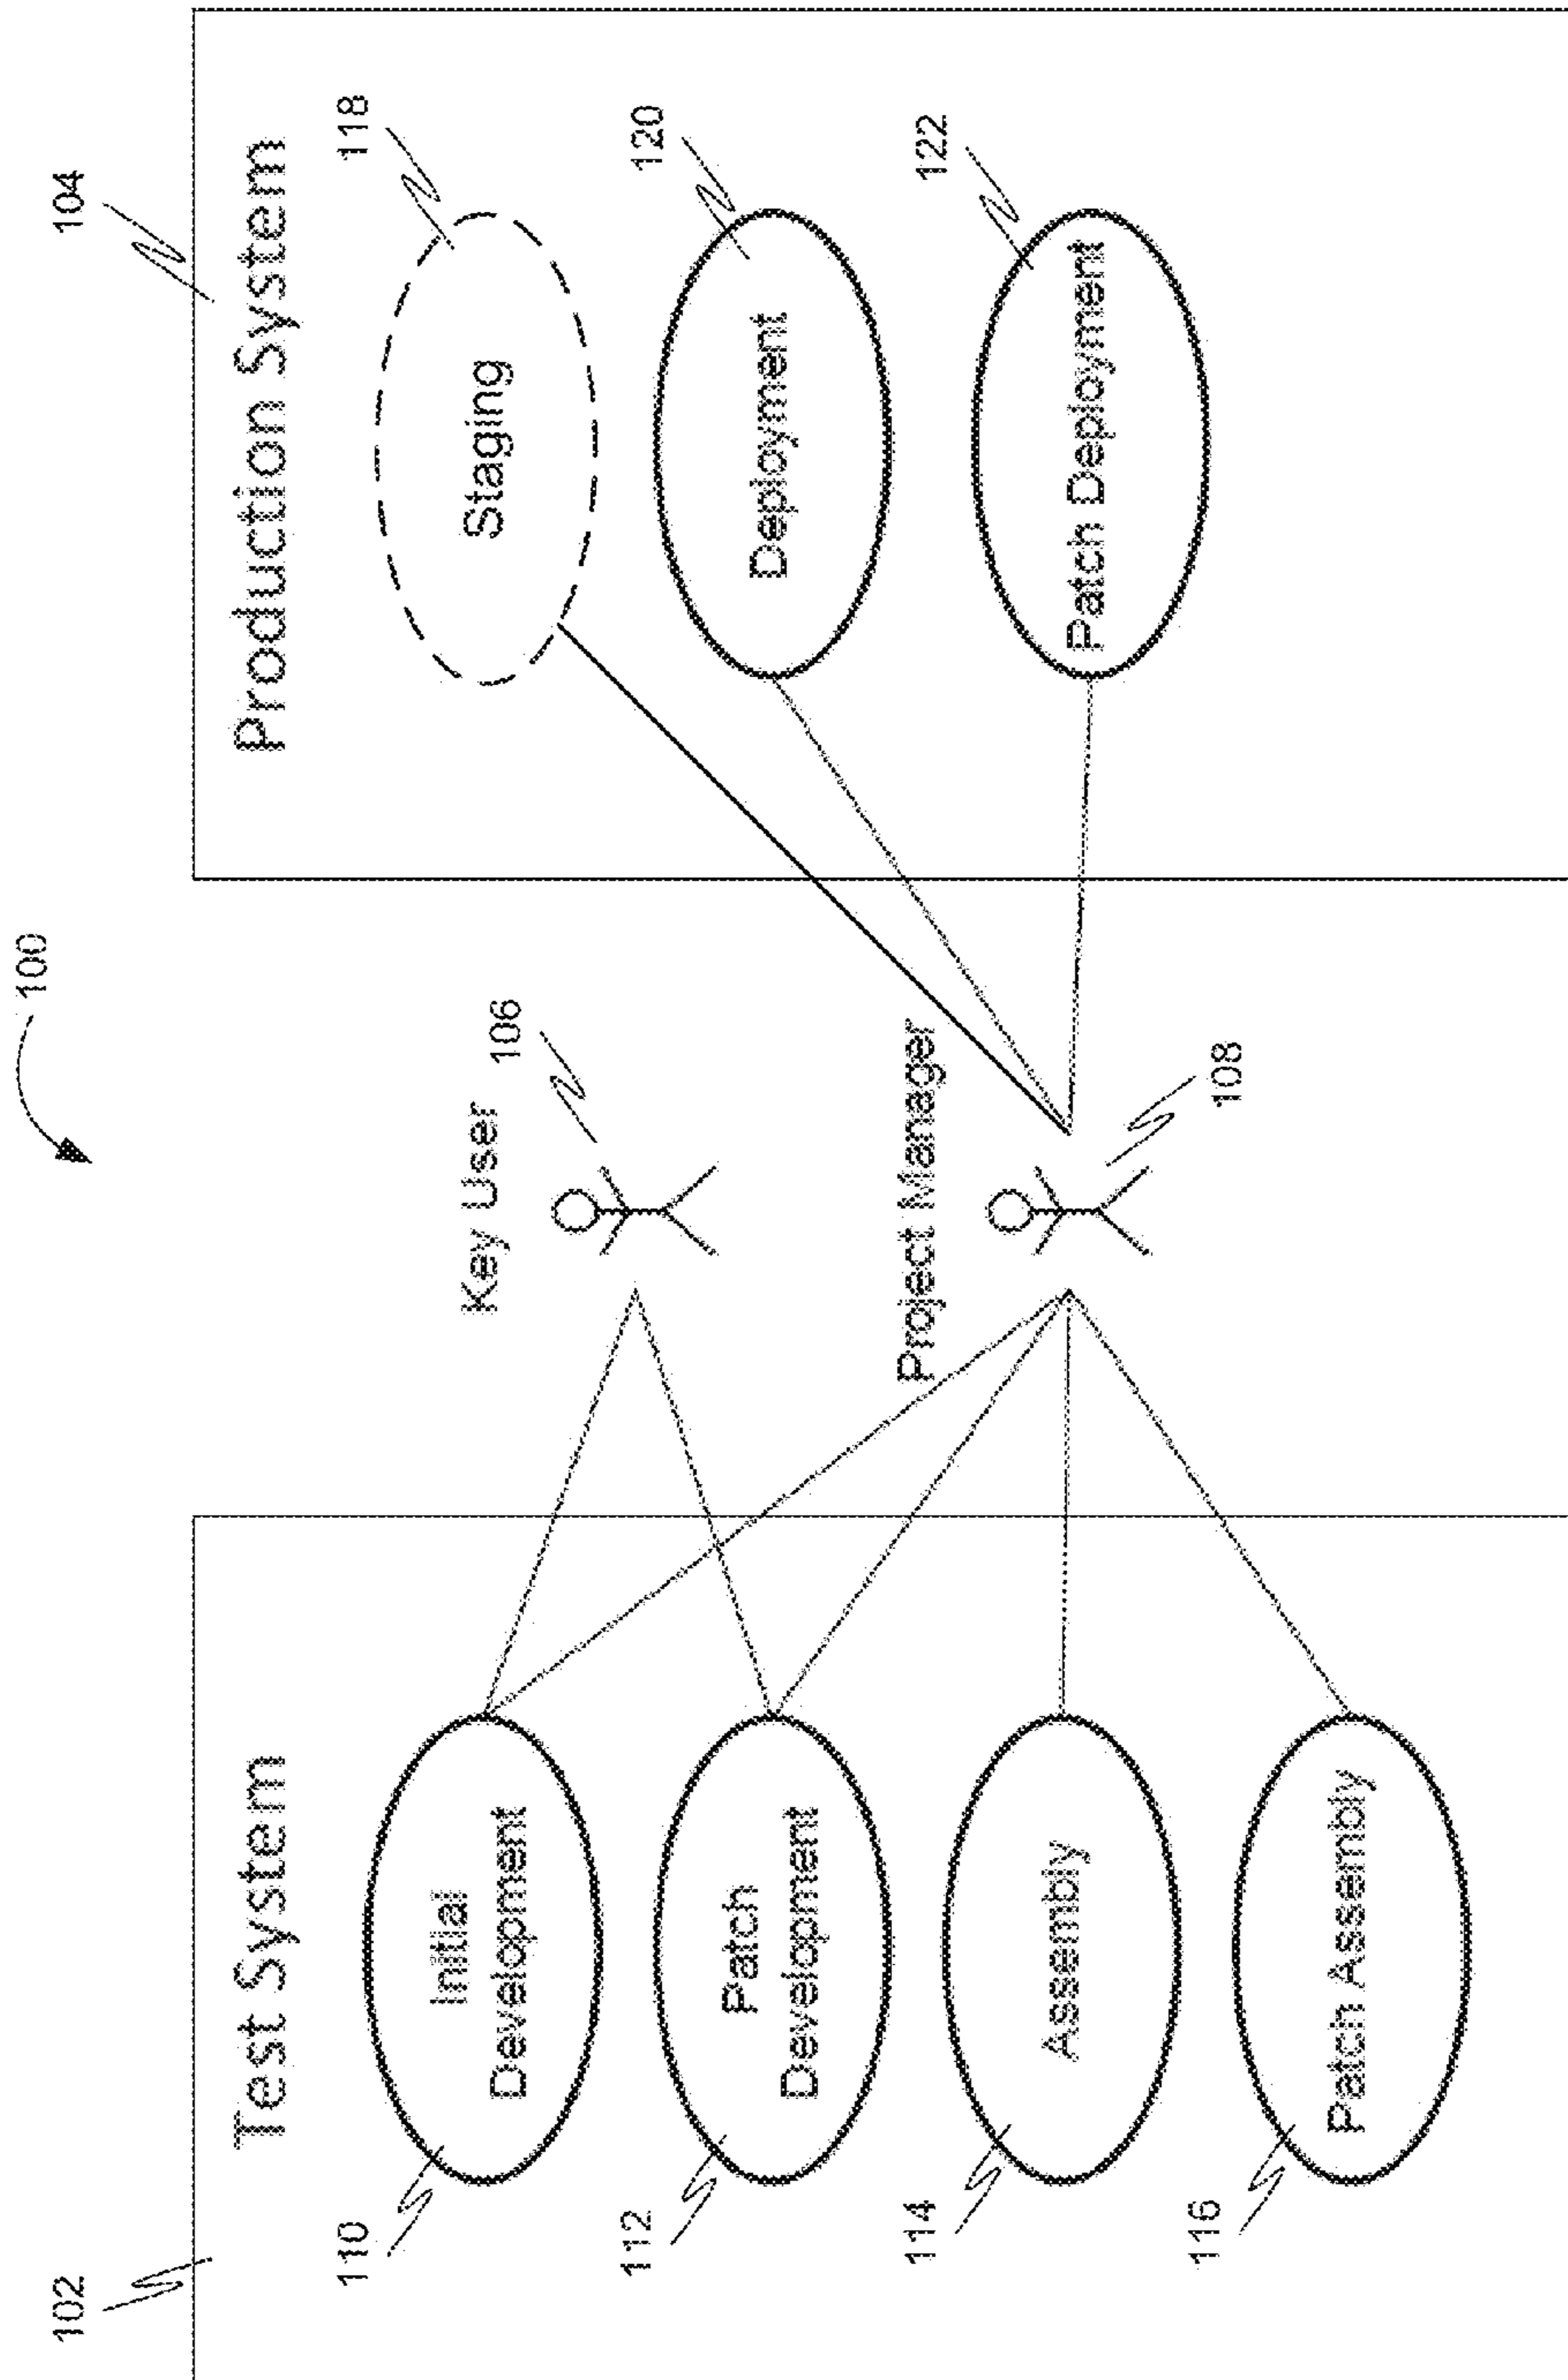 100
102
Test System
110
Initial
Development
112
Patch
Development
114
Assembly
116
Patch Assembly
Key User
106
Project Manager
108
104
Production System
118
Staging
120
Deployment
122
Patch Deployment